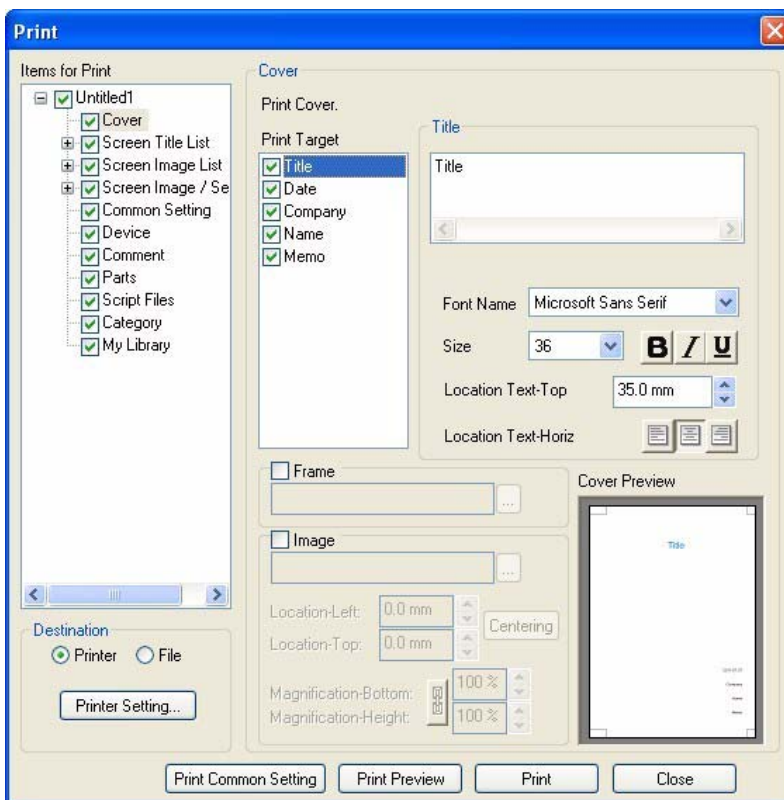 Print
Items for Print
Untitled1
Cover
Screen Title List
Screen Image List
Screen Image / Se
Common Setting
Device
Comment
Parts
Script Files
Category
My Library
Destination
Printer
File
Printer Setting...
Cover
Print Cover.
Print Target
Title
Date
Company
Name
Memo
Title
Title
Font Name
Microsoft Sans Serif
Size
36
B I U
Location Text-Top
35.0 mm
Location Text-Horiz
Frame
...
Image
...
Location-Left:
0.0 mm
Location-Top:
0.0 mm
Centering
Magnification-Bottom:
100 %
Magnification-Height:
100 %
Cover Preview
Title
Print Common Setting
Print Preview
Print
Close